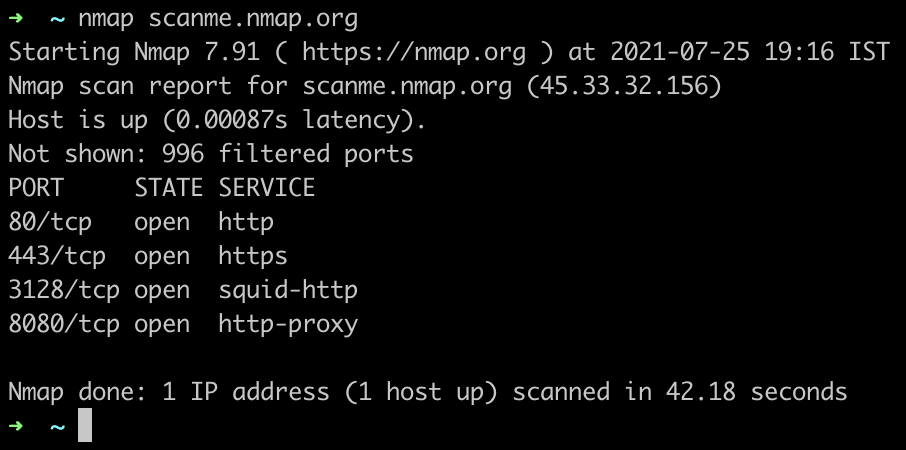 ➜  ~ nmap scanme.nmap.org
Starting Nmap 7.91 ( https://nmap.org ) at 2021-07-25 19:16 IST
Nmap scan report for scanme.nmap.org (45.33.32.156)
Host is up (0.00087s latency).
Not shown: 996 filtered ports
PORT     STATE SERVICE
80/tcp   open  http
443/tcp  open  https
3128/tcp open  squid-http
8080/tcp open  http-proxy

Nmap done: 1 IP address (1 host up) scanned in 42.18 seconds
➜  ~